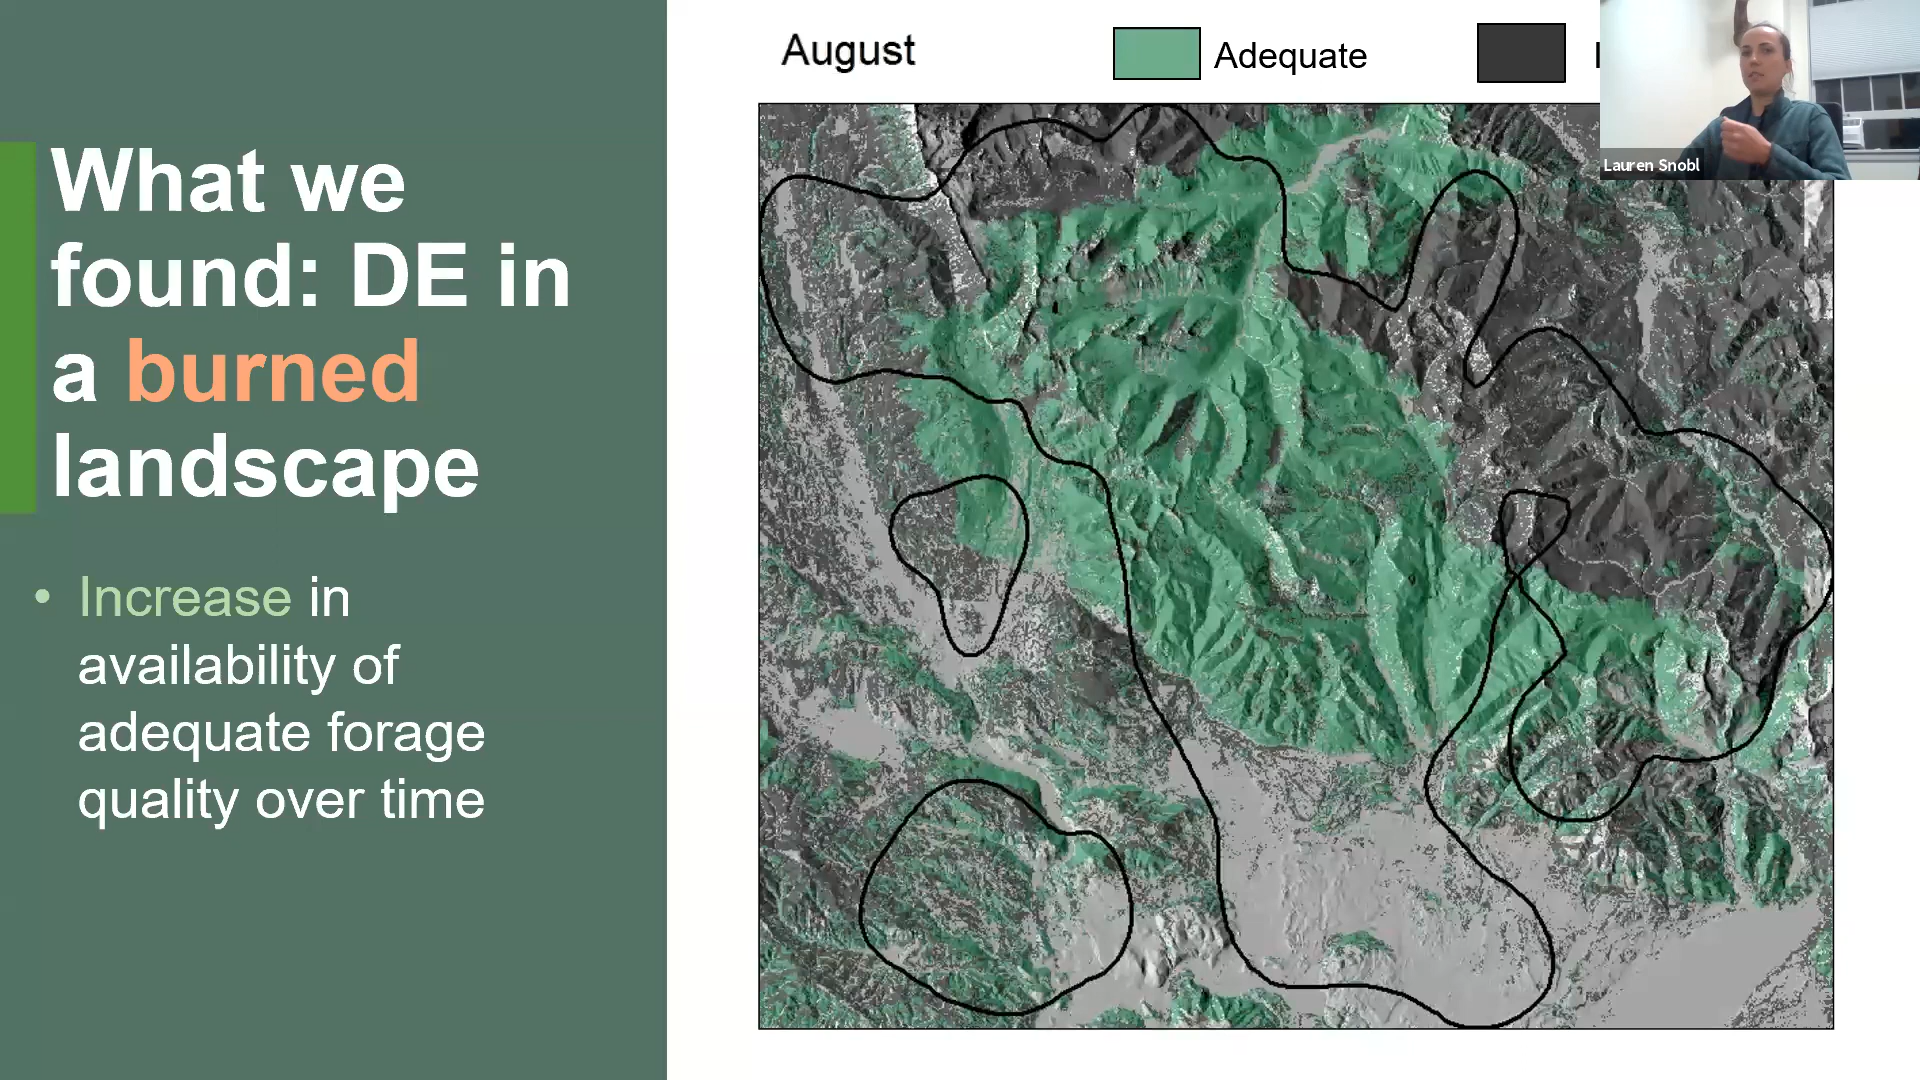 What we
found: DE in
a burned
landscape
• Increase in
availability of
adequate forage
quality over time
August
Adequate
Lauren Snobl